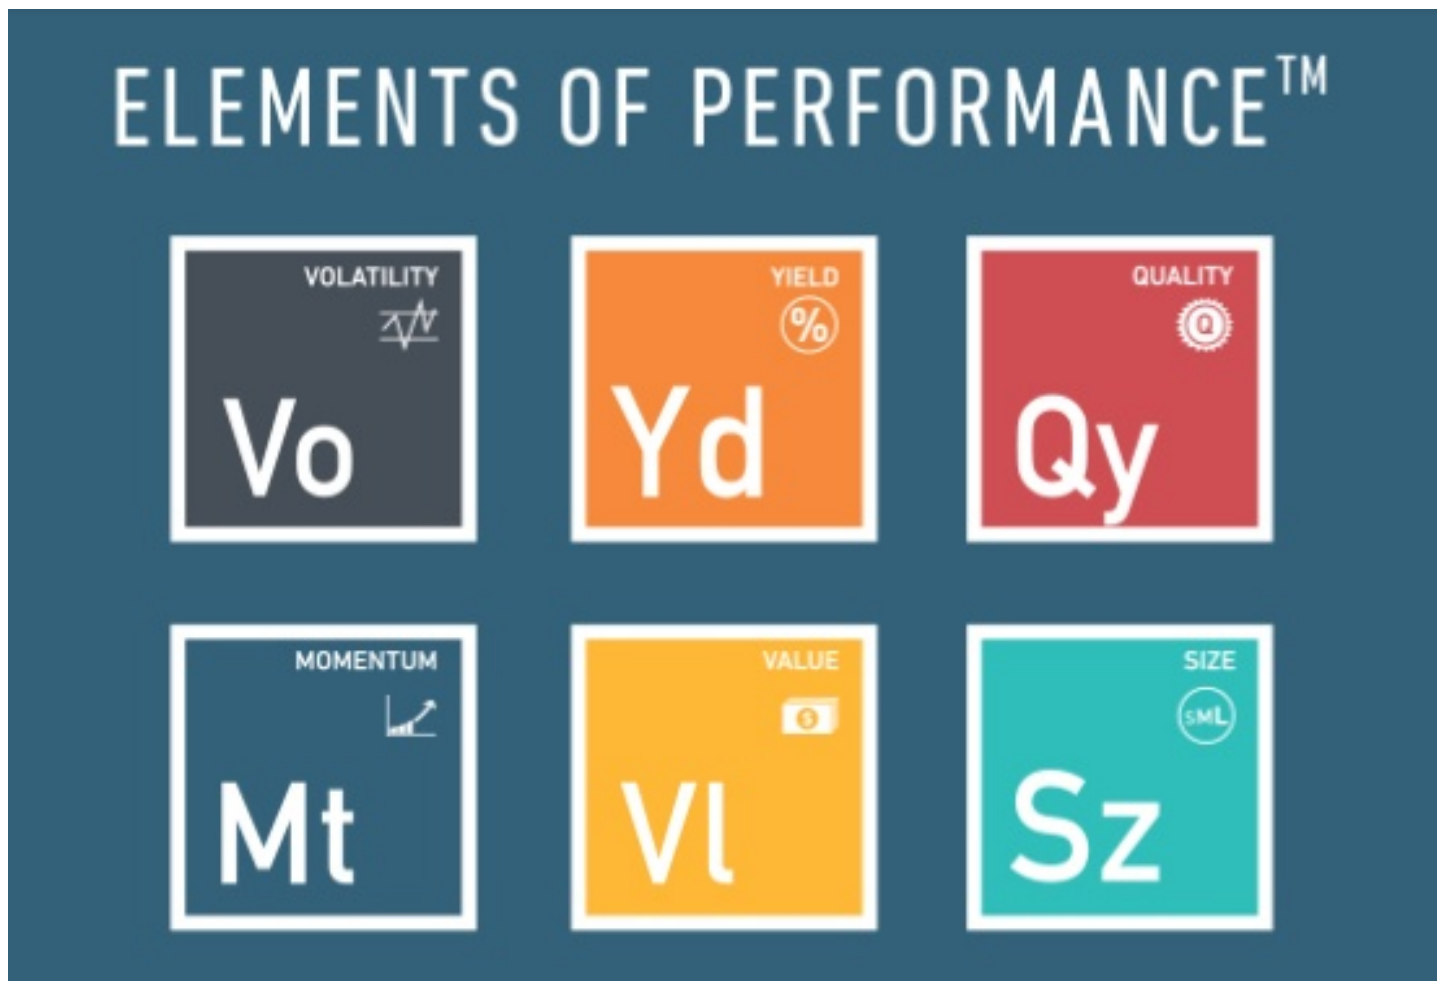 ELEMENTS OF PERFORMANCE™
VOLATILITY
Vo
YIELD
%
Yd
QUALITY
Q
Qy
MOMENTUM
Mt
VALUE
$
Vl
SIZE
SML
Sz